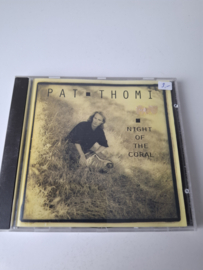 PAT THOMI
NIGHT
OF THE
CORAL